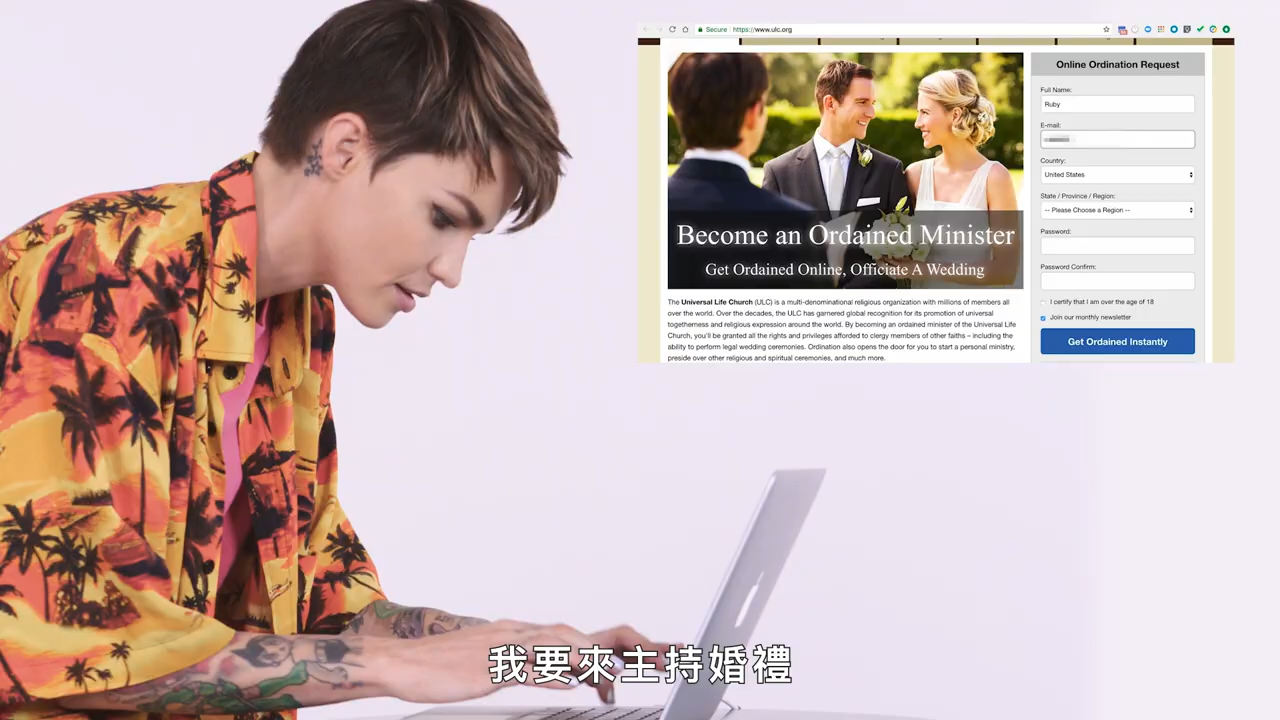 Secure
https://www.ulc.org
Become an Ordained Minister
Get Ordained Online, Officiate A Wedding
The Universal Life Church (ULC) is a multi-denominational religious organization with millions of members all
over the world. Over the decades, the ULC has garnered global recognition for its promotion of universal
togetherness and religious expression around the world. By becoming an ordained minister of the Universal Life
Church, you'll be granted all the rights and privileges afforded to clergy members of other faiths – including the
ability to perform legal wedding ceremonies. Ordination also opens the door for you to start a personal ministry,
preside over other religious and spiritual ceremonies, and much more.
Online Ordination Request
Full Name:
Ruby
E-mail:
Country:
United States
State / Province / Region:
-- Please Choose a Region --
Password:
Password Confirm:
I certify that I am over the age of 18
Join our monthly newsletter
Get Ordained Instantly
我要來主持婚禮